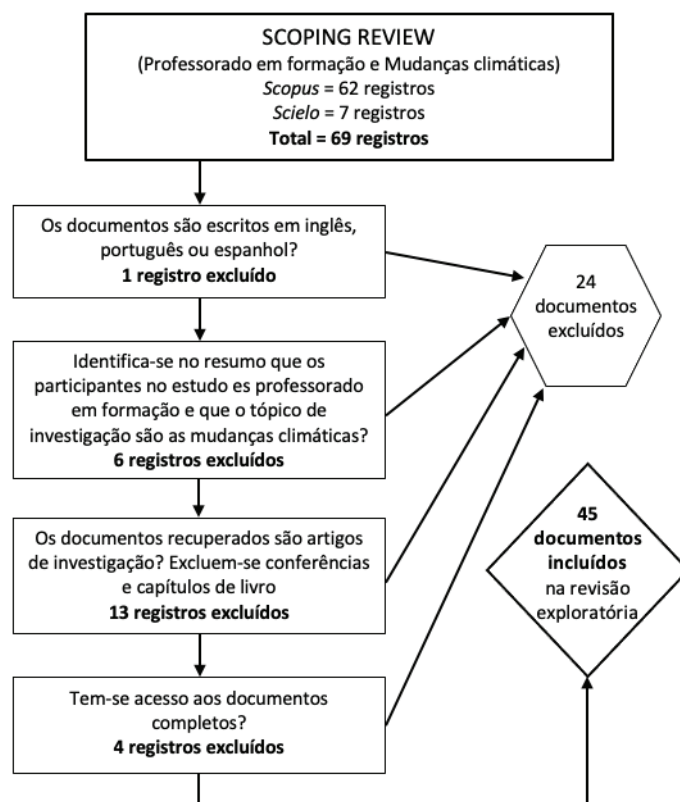 SCOPING REVIEW
(Professorado em formação e Mudanças climáticas)
Scopus = 62 registros
Scielo = 7 registros
Total = 69 registros
Os documentos são escritos em inglês,
português ou espanhol?
1 registro excluído
24
documentos
excluídos
Identifica-se no resumo que os
participantes no estudo es professorado
em formação e que o tópico de
investigação são as mudanças climáticas?
6 registros excluídos
Os documentos recuperados são artigos
de investigação? Excluem-se conferências
e capítulos de livro
13 registros excluídos
45
documentos
incluídos
na revisão
exploratória
Tem-se acesso aos documentos
completos?
4 registros excluídos